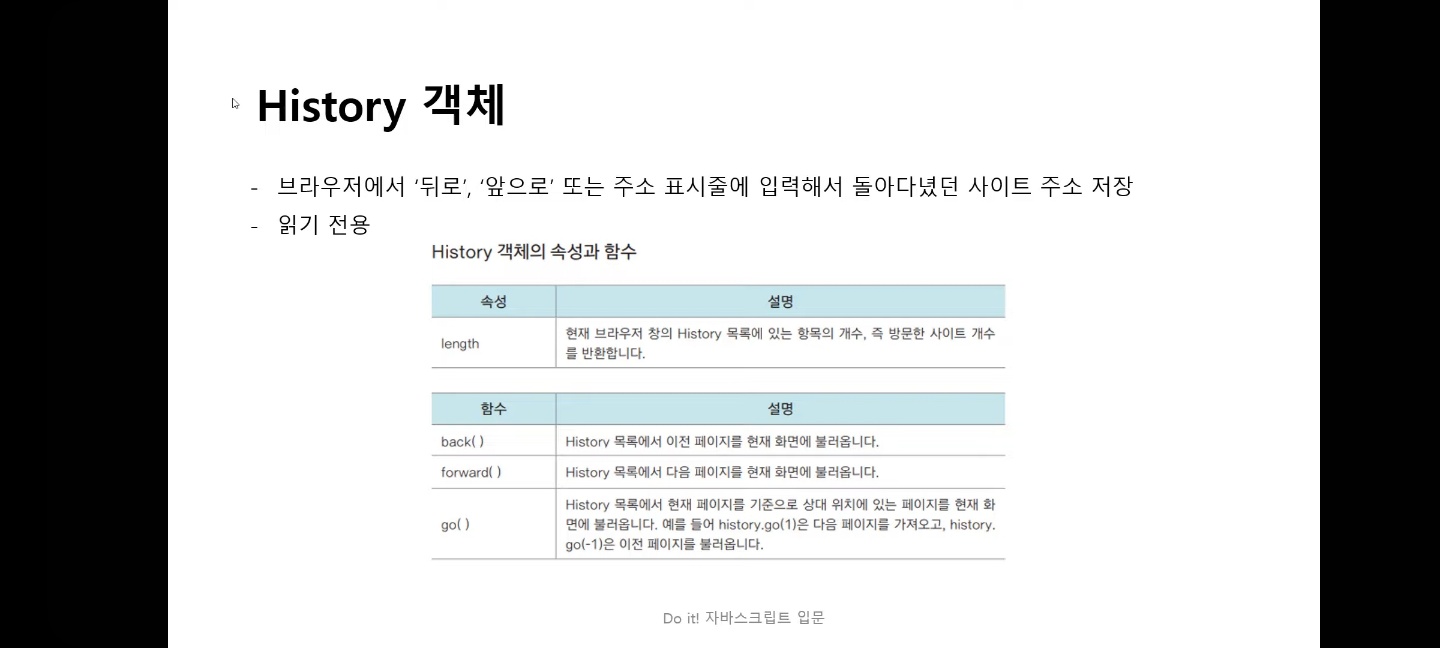 History 객체
- 브라우저에서 ‘뒤로’, ‘앞으로’ 또는 주소 표시줄에 입력해서 돌아다녔던 사이트 주소 저장
- 읽기 전용
History 객체의 속성과 함수
속성 설명
length 현재 브라우저 창의 History 목록에 있는 항목의 개수, 즉 방문한 사이트 개수
를 반환합니다.
함수 설명
back( ) History 목록에서 이전 페이지를 현재 화면에 불러옵니다.
forward( ) History 목록에서 다음 페이지를 현재 화면에 불러옵니다.
go( ) History 목록에서 현재 페이지를 기준으로 상대 위치에 있는 페이지를 현재 화
면에 불러옵니다. 예를 들어 history.go(1)은 다음 페이지를 가져오고, history.
go(-1)은 이전 페이지를 불러옵니다.
Do it! 자바스크립트 입문